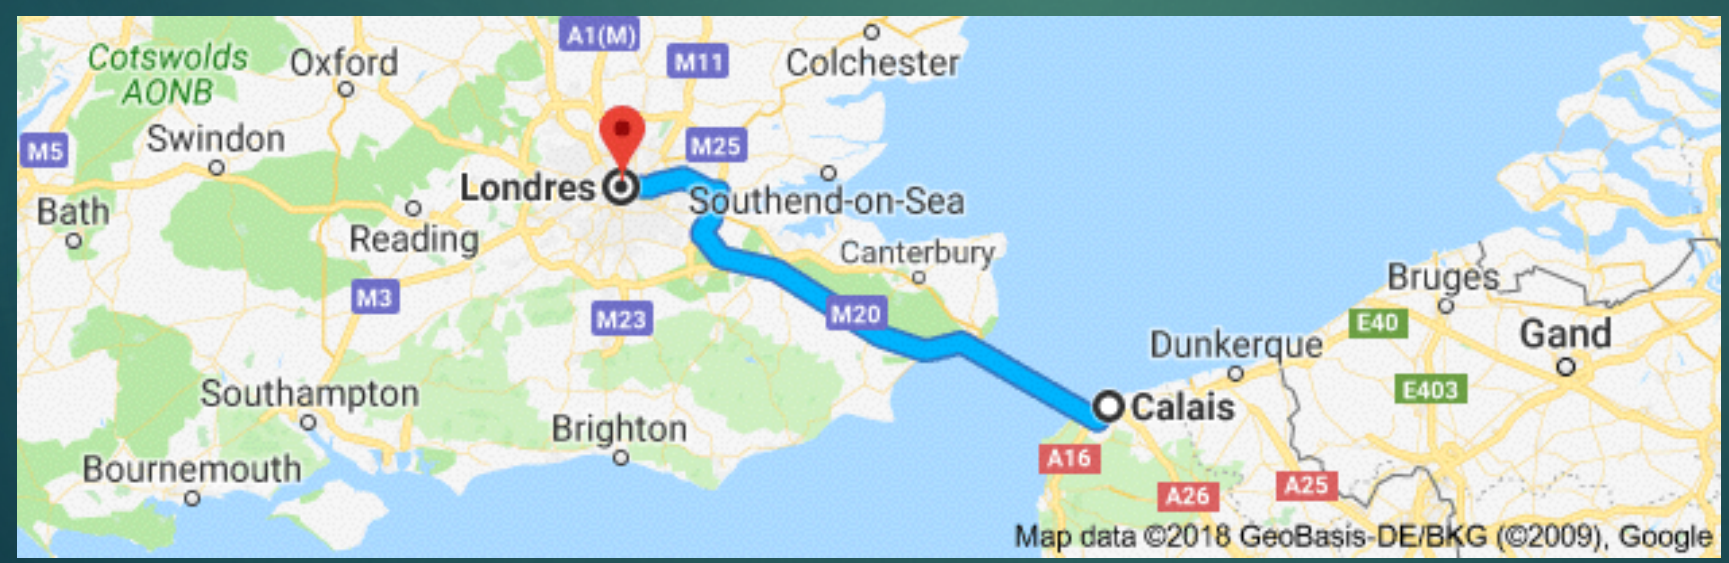 A1(M)
M11
Colchester
Cotswolds
AONB
Oxford
M5
Swindon
M25
Londres
Southend-on-Sea
Bath
Reading
Canterbury
M3
M23
M20
Bruges
E40
Dunkerque
Gand
E403
Southampton
Calais
Brighton
A16
Bournemouth
A26
A25
Map data ©2018 GeoBasis-DE/BKG (©2009), Google